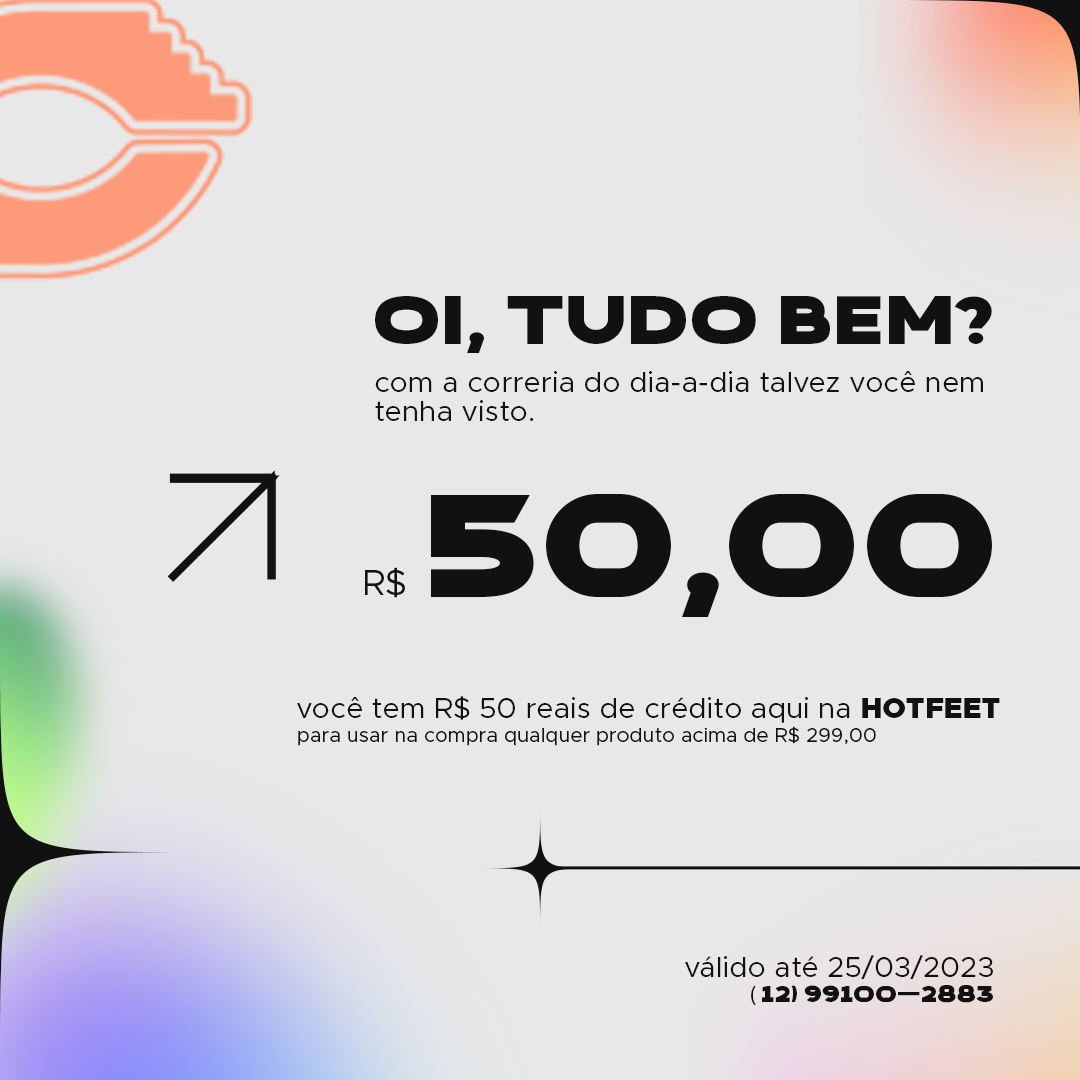 OI, TUDO BEM?
com a correria do dia-a-dia talvez você nem
tenha visto.
R$ 50,00
você tem R$ 50 reais de crédito aqui na HOTFEET
para usar na compra qualquer produto acima de R$ 299,00
válido até 25/03/2023
(12) 99100—2883